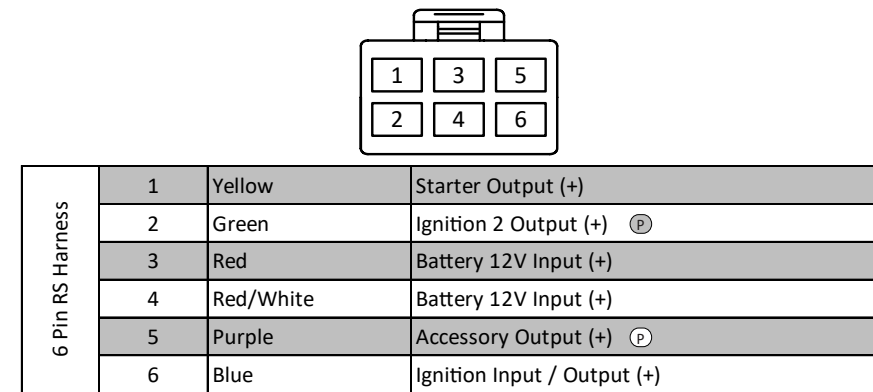 1 3 5
2 4 6
6 Pin RS Harness
1 Yellow Starter Output (+)
2 Green Ignition 2 Output (+) P
3 Red Battery 12V Input (+)
4 Red/White Battery 12V Input (+)
5 Purple Accessory Output (+) P
6 Blue Ignition Input / Output (+)